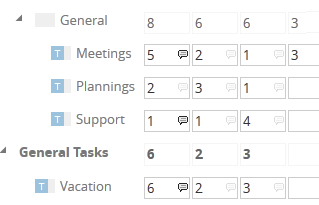 General 8 6 6 3
T Meetings 5 2 1 3
T Plannings 2 3 1
T Support 1 1 4
General Tasks 6 2 3
T Vacation 6 2 3